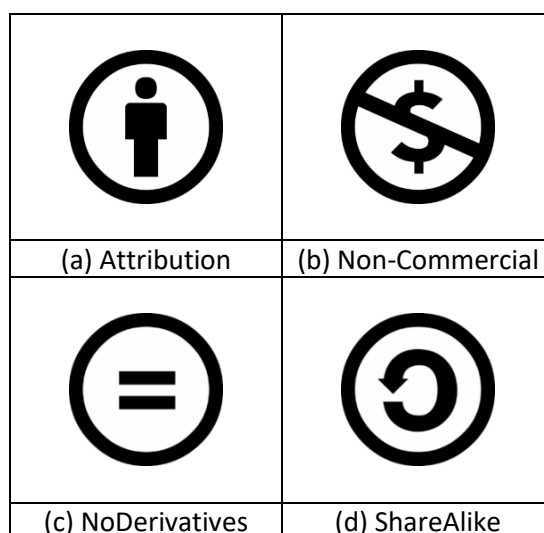 (a) Attribution
(b) Non-Commercial
(c) NoDerivatives
(d) ShareAlike